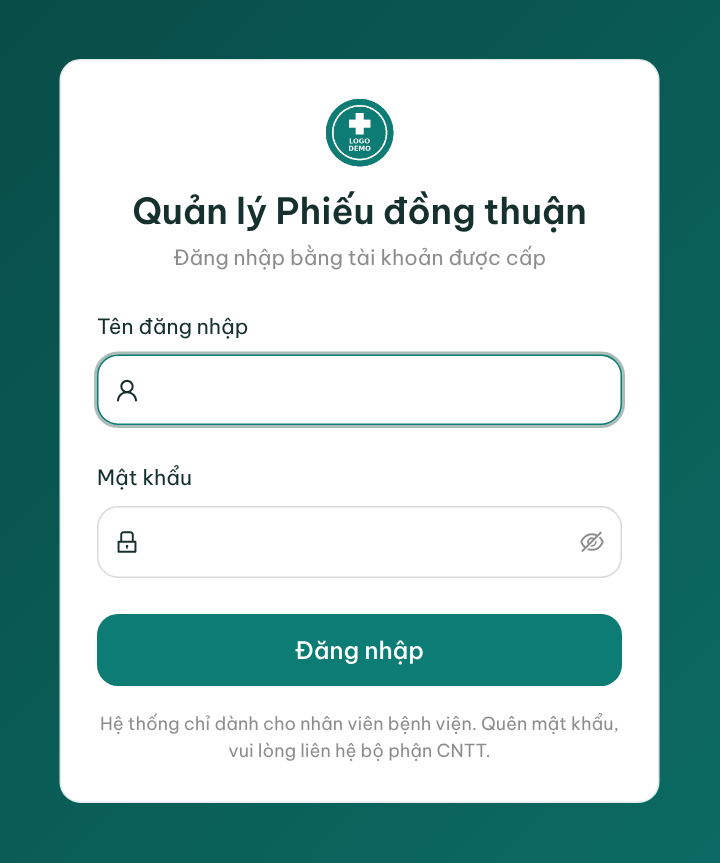 LOGO
DEMO
Quản lý Phiếu đồng thuận
Đăng nhập bằng tài khoản được cấp
Tên đăng nhập
Mật khẩu
Đăng nhập
Hệ thống chỉ dành cho nhân viên bệnh viện. Quên mật khẩu,
vui lòng liên hệ bộ phận CNTT.